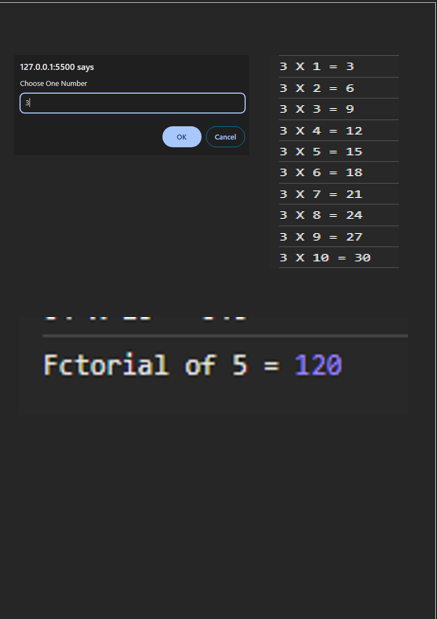 127.0.0.1:5500 says
Choose One Number
3
OK
Cancel
3 X 1 = 3
3 X 2 = 6
3 X 3 = 9
3 X 4 = 12
3 X 5 = 15
3 X 6 = 18
3 X 7 = 21
3 X 8 = 24
3 X 9 = 27
3 X 10 = 30
Fctorial of 5 = 120